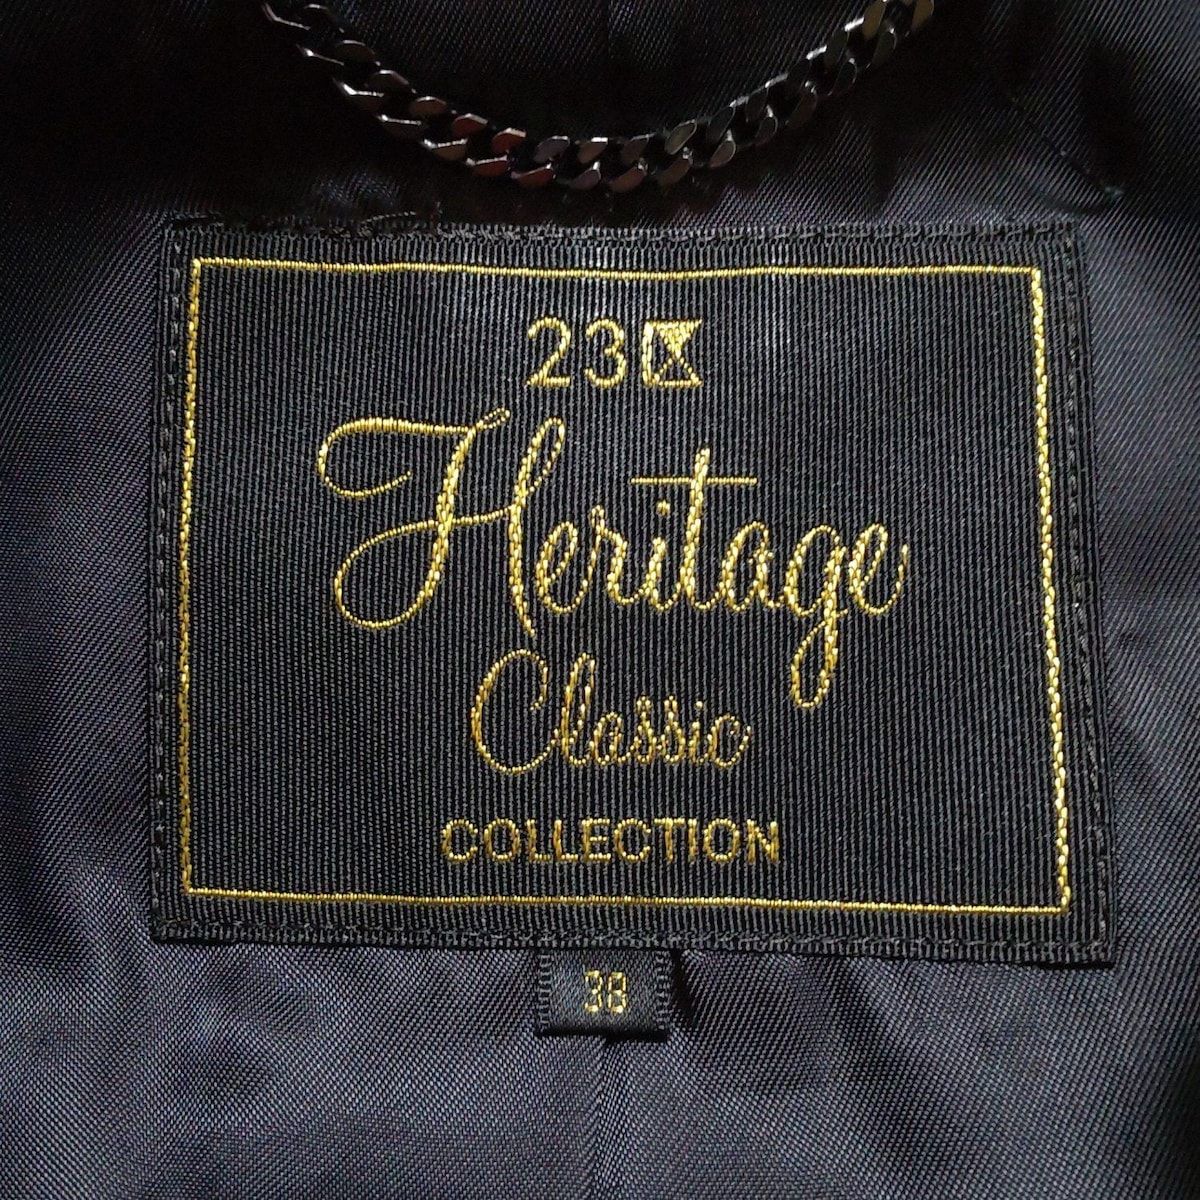 23区
Heritage
Classic
COLLECTION
38